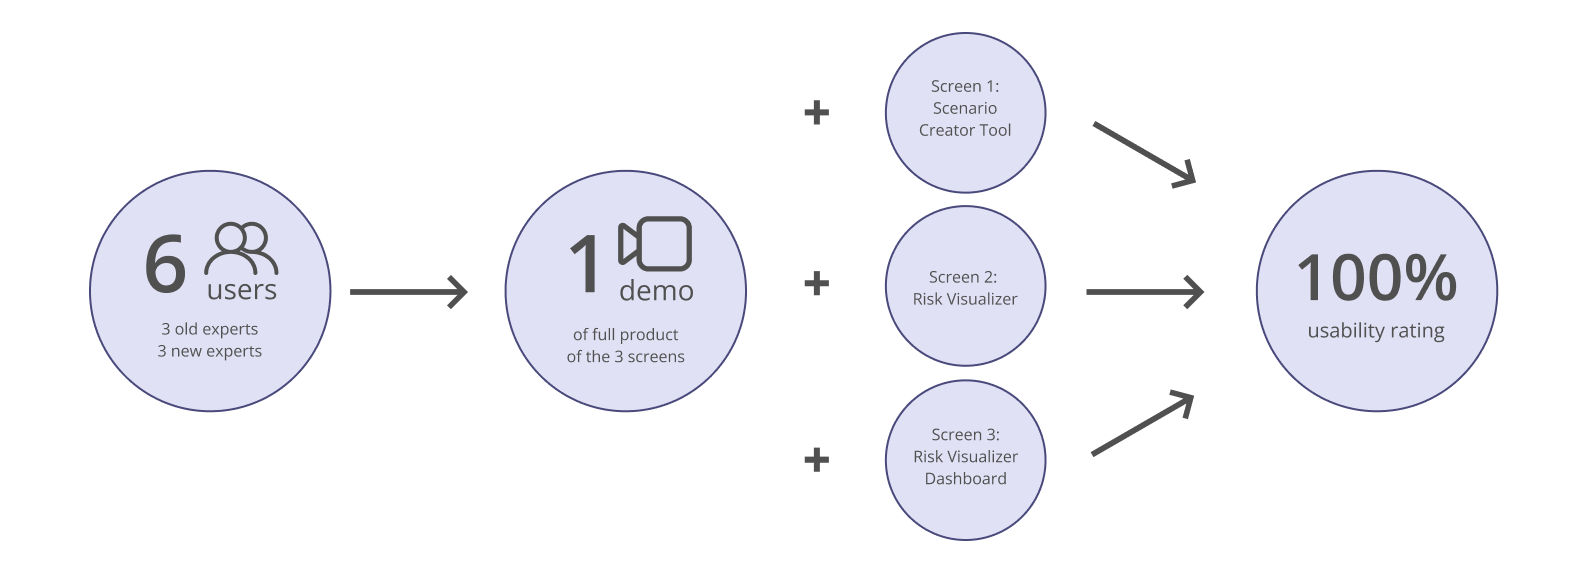 6
users
3 old experts
3 new experts
1
demo
of full product
of the 3 screens
+
Screen 1:
Scenario
Creator Tool
+
Screen 2:
Risk Visualizer
+
Screen 3:
Risk Visualizer
Dashboard
100%
usability rating